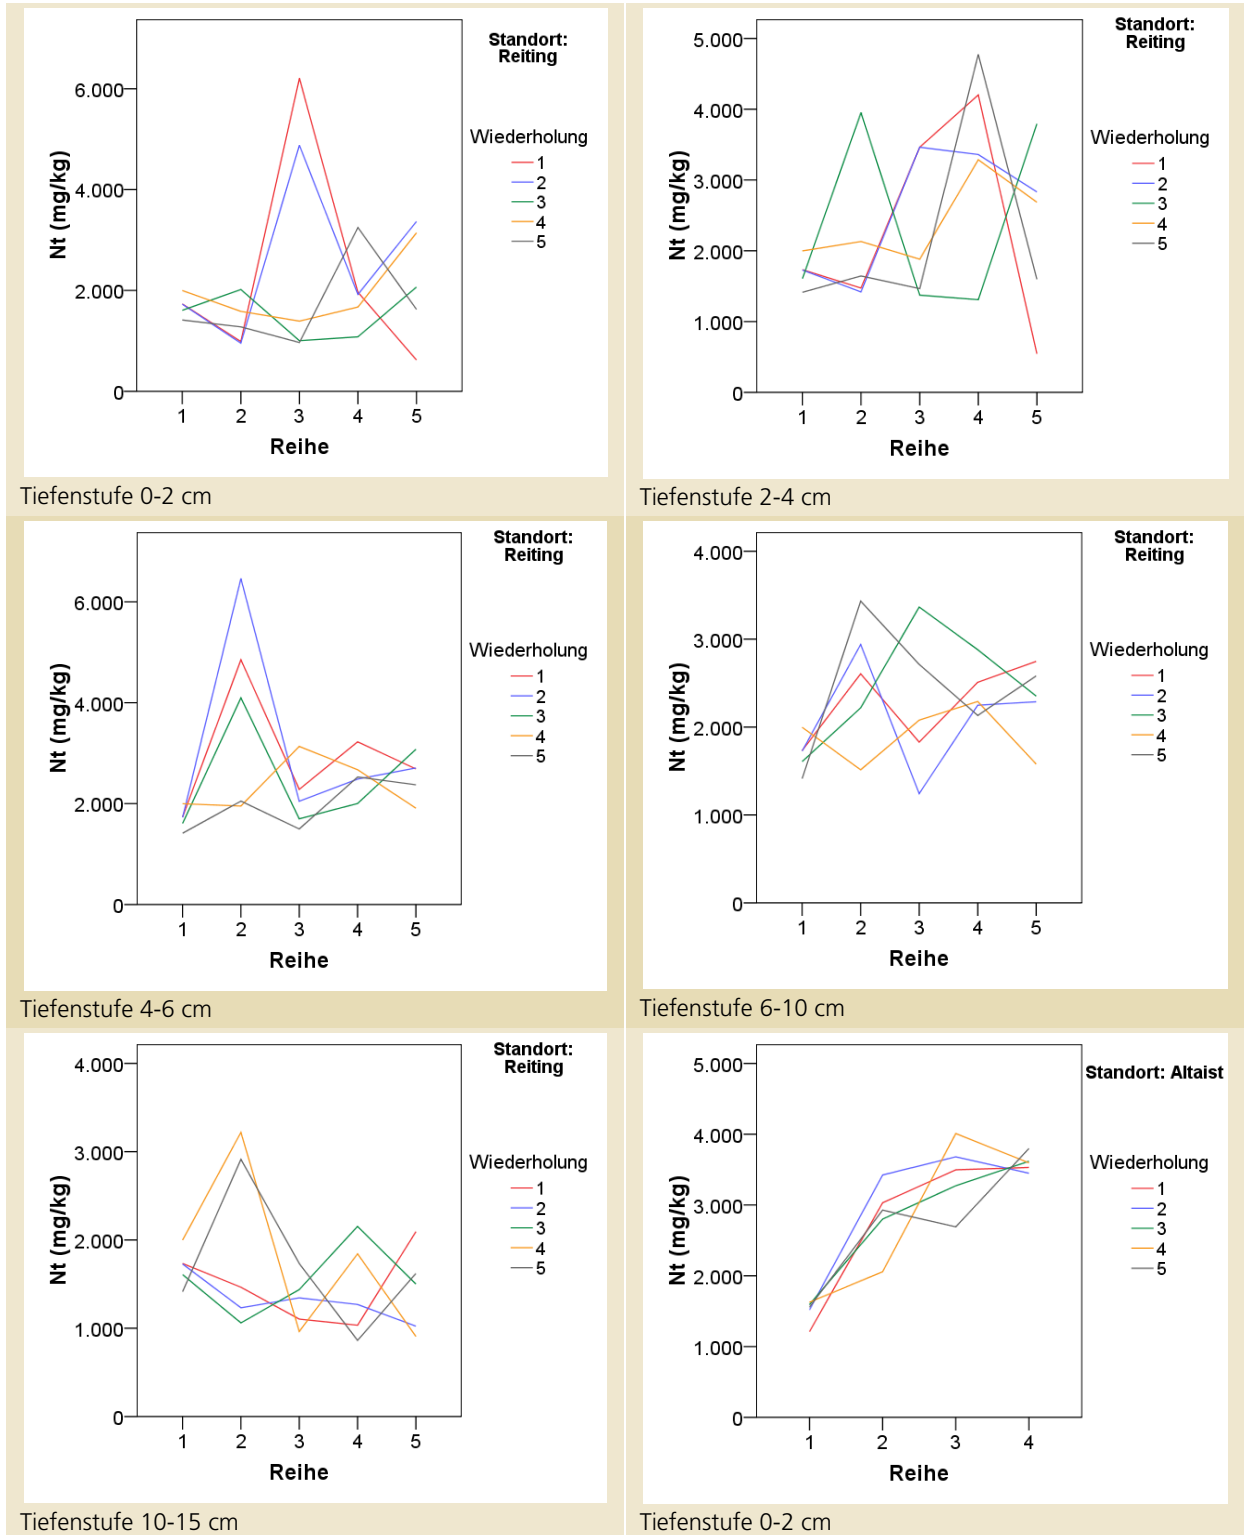 Standort:
Reiting
Nt (mg/kg)
6.000
4.000
2.000
0
1 2 3 4 5
Reihe
Wiederholung
1
2
3
4
5
Tiefenstufe 0-2 cm
Standort:
Reiting
Nt (mg/kg)
5.000
4.000
3.000
2.000
1.000
0
1 2 3 4 5
Reihe
Wiederholung
1
2
3
4
5
Tiefenstufe 2-4 cm
Standort:
Reiting
Nt (mg/kg)
6.000
4.000
2.000
0
1 2 3 4 5
Reihe
Wiederholung
1
2
3
4
5
Tiefenstufe 4-6 cm
Standort:
Reiting
Nt (mg/kg)
4.000
3.000
2.000
1.000
0
1 2 3 4 5
Reihe
Wiederholung
1
2
3
4
5
Tiefenstufe 6-10 cm
Standort:
Reiting
Nt (mg/kg)
4.000
3.000
2.000
1.000
0
1 2 3 4 5
Reihe
Wiederholung
1
2
3
4
5
Tiefenstufe 10-15 cm
Standort: Altaist
Nt (mg/kg)
5.000
4.000
3.000
2.000
1.000
0
1 2 3 4
Reihe
Wiederholung
1
2
3
4
5
Tiefenstufe 0-2 cm